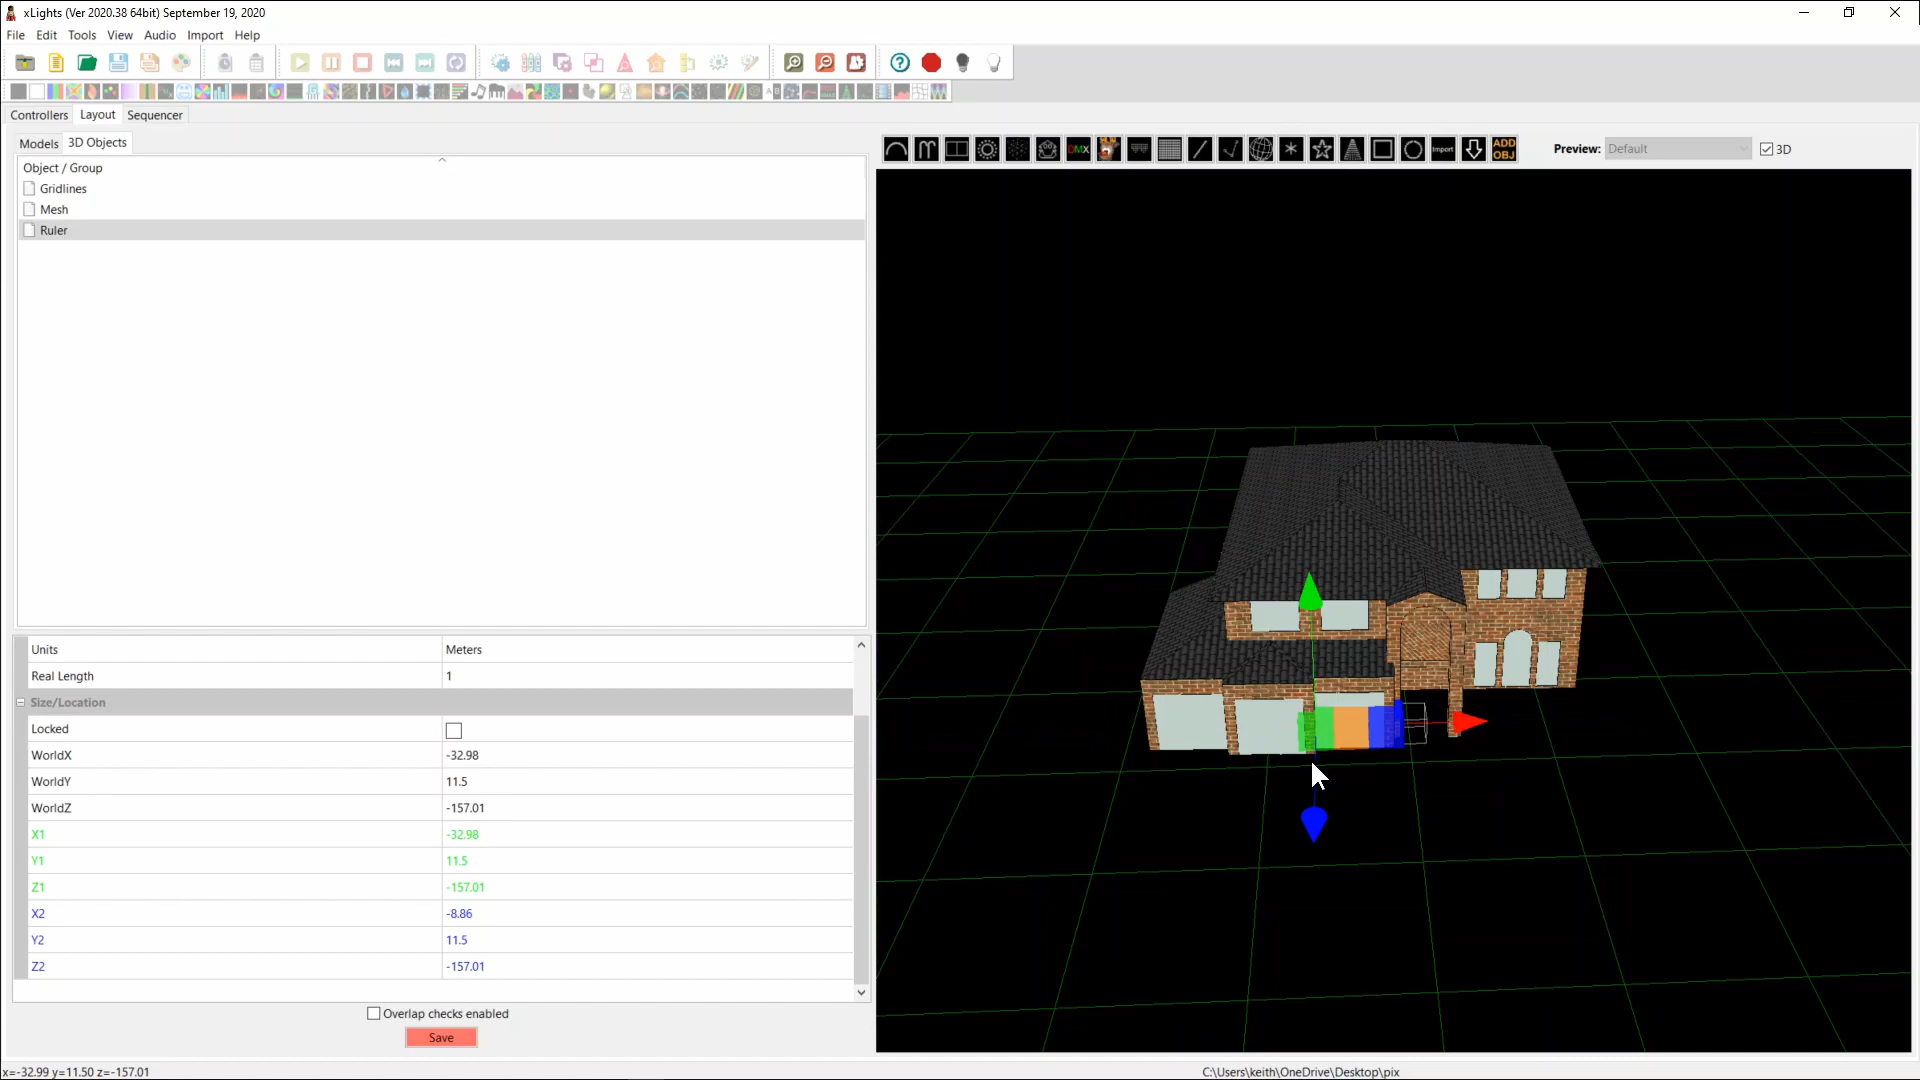 xLights (Ver 2020.38 64bit) September 19, 2020
File Edit Tools View Audio Import Help
Controllers Layout Sequencer
Models 3D Objects
DMX
Import
ADD OBJ
Preview: Default 3D
Object / Group
Gridlines
Mesh
Ruler
Units Meters
Real Length 1
Size/Location
Locked
WorldX -32.98
WorldY 11.5
WorldZ -157.01
X1 -32.98
Y1 11.5
Z1 -157.01
X2 -8.86
Y2 11.5
Z2 -157.01
Overlap checks enabled
Save
x=-32.99 y=11.50 z=-157.01 C:\Users\keith\OneDrive\Desktop\pix